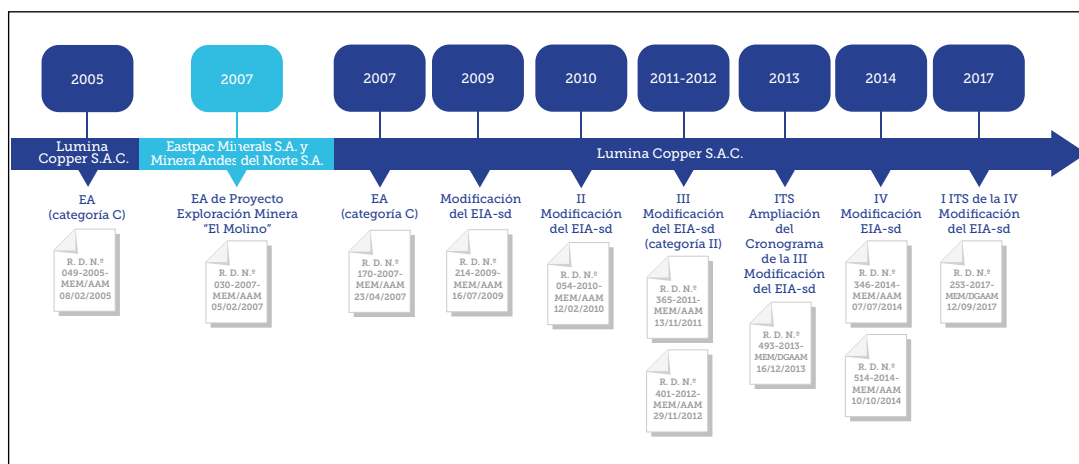 2005
2007
2007
2009
2010
2011-2012
2013
2014
2017
Lumina
Copper S.A.C.
Eastpac Minerals S.A. y
Minera Andes del Norte S.A.
Lumina Copper S.A.C.
EA
(categoría C)
R. D. N.º
049-2005-
MEM/AAM
08/02/2005
EA de Proyecto
Exploración Minera
"El Molino"
R. D. N.º
030-2007-
MEM/AAM
05/02/2007
EA
(categoría C)
R. D. N.º
170-2007-
MEM/AAM
23/04/2007
Modificación
del EIA-sd
R. D. N.º
214-2009-
MEM/AAM
16/07/2009
II
Modificación
del EIA-sd
R. D. N.º
054-2010-
MEM/AAM
12/02/2010
III
Modificación
del EIA-sd
(categoría II)
R. D. N.º
365-2011-
MEM/AAM
13/11/2011
R. D. N.º
401-2012-
MEM/AAM
29/11/2012
ITS
Ampliación
del
Cronograma
de la III
Modificación
del EIA-sd
R. D. N.º
493-2013-
MEM/DGAAM
16/12/2013
IV
Modificación
EIA-sd
R. D. N.º
346-2014-
MEM/AAM
07/07/2014
R. D. N.º
514-2014-
MEM/AAM
10/10/2014
I ITS de la IV
Modificación
del EIA-sd
R. D. N.º
253-2017-
MEM/DGAAM
12/09/2017